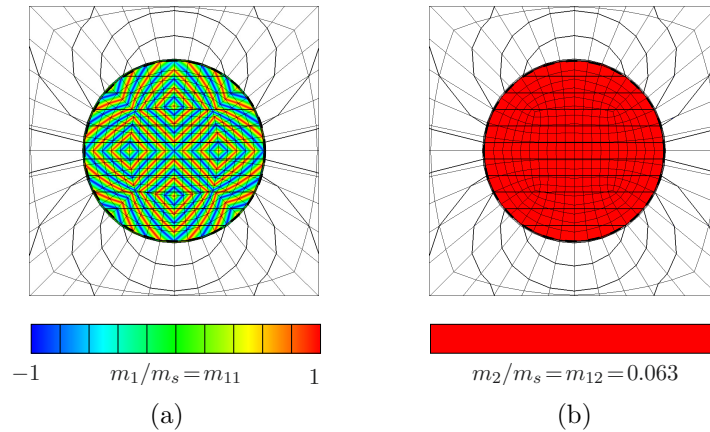 −1 m₁/mₛ = m₁₁ 1
m₂/mₛ = m₁₂ = 0.063
(a) (b)